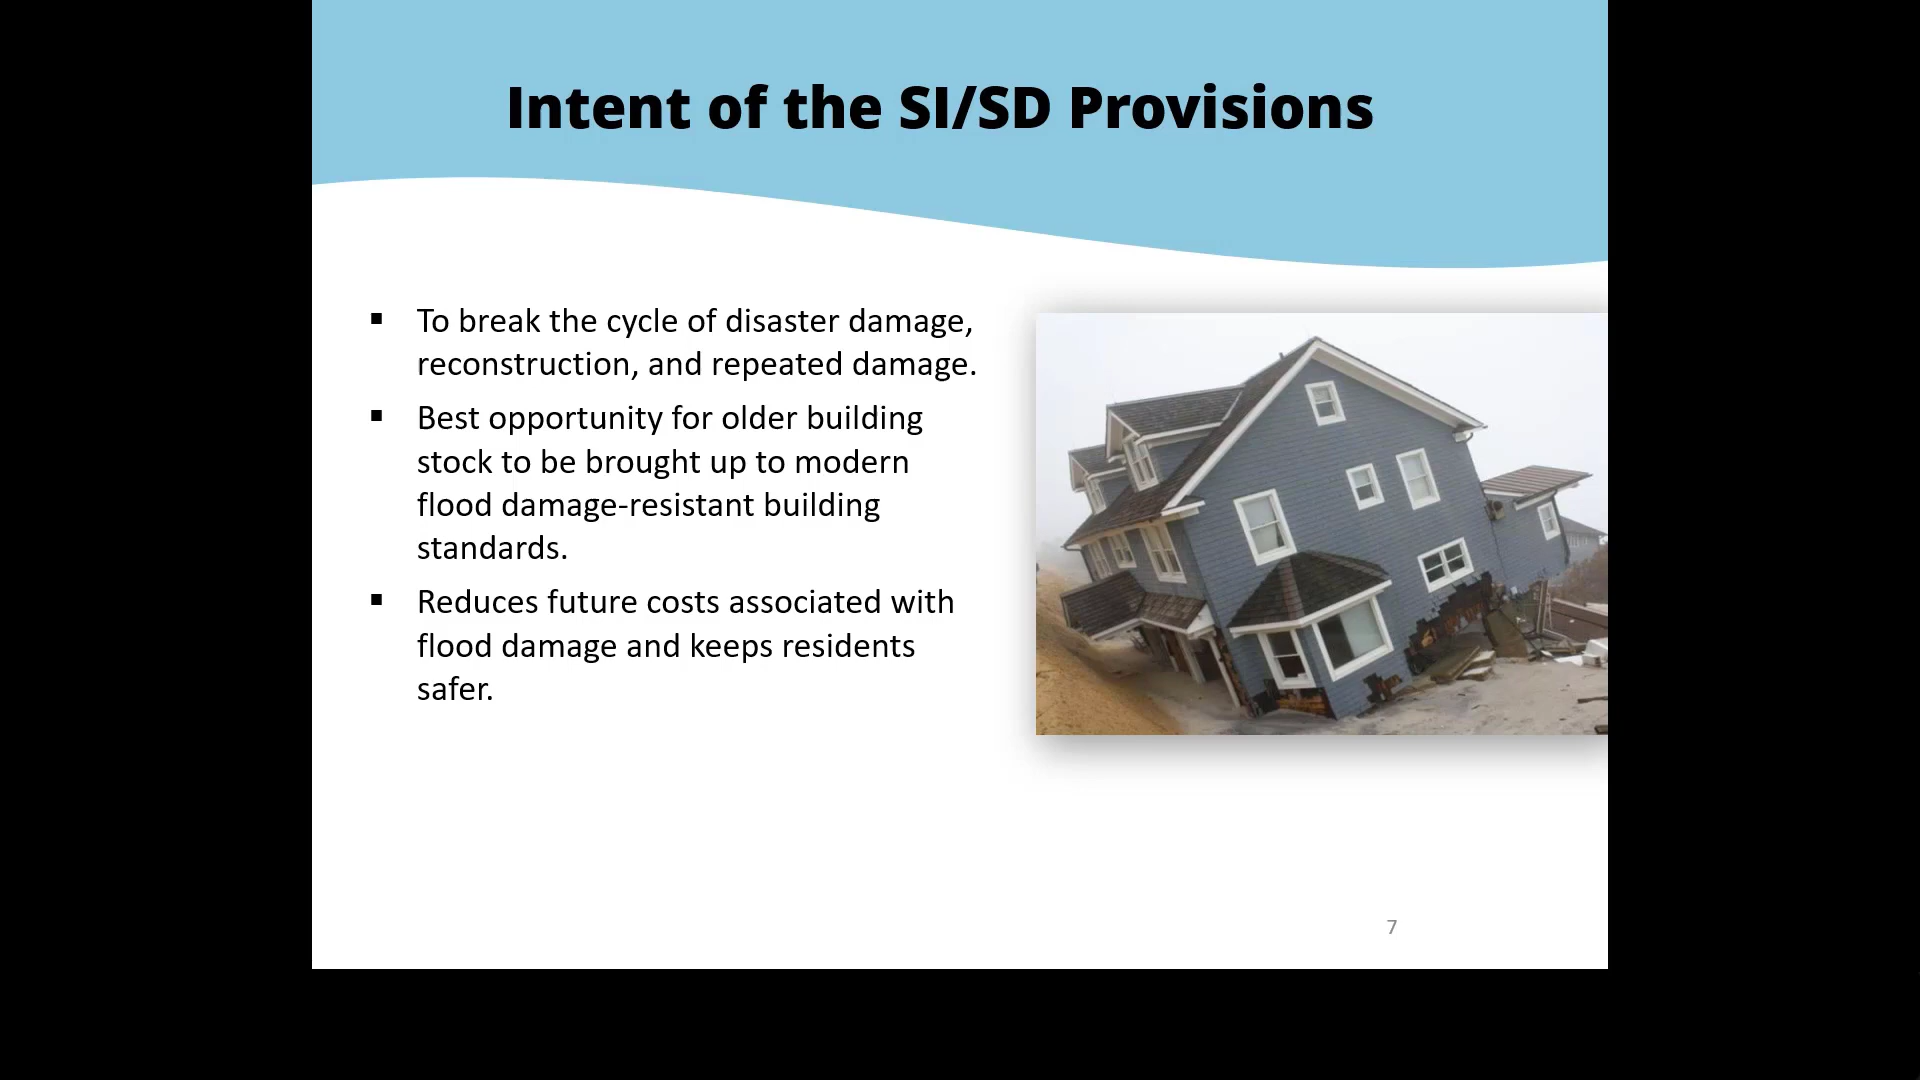 Intent of the SI/SD Provisions
▪ To break the cycle of disaster damage,
reconstruction, and repeated damage.
▪ Best opportunity for older building
stock to be brought up to modern
flood damage-resistant building
standards.
▪ Reduces future costs associated with
flood damage and keeps residents
safer.
7